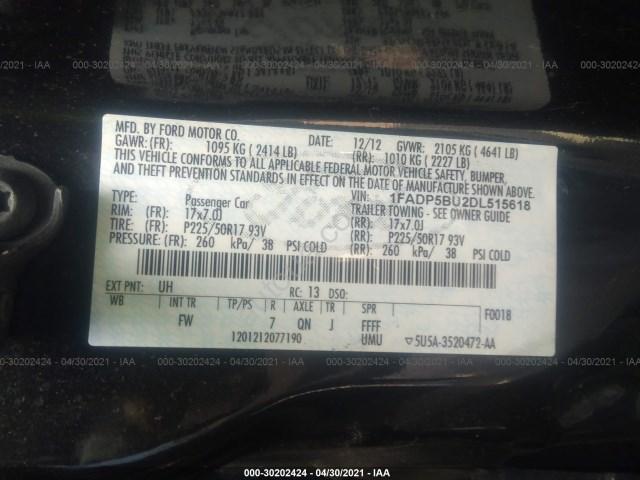 000-30202424 - 04/30/2021 - IAA
MFD. BY FORD MOTOR CO.
DATE: 12/12 GVWR: 2105 KG ( 4641 LB)
GAWR: (FR): 1095 KG ( 2414 LB) (RR): 1010 KG ( 2227 LB)
THIS VEHICLE CONFORMS TO ALL APPLICABLE FEDERAL MOTOR VEHICLE SAFETY, BUMPER,
AND THEFT PREVENTION STANDARDS IN EFFECT ON THE DATE OF MANUFACTURE SHOWN ABOVE.
VIN: 1FADP5BU2DL515618
TYPE: Passenger Car TRAILER TOWING - SEE OWNER GUIDE
RIM: (FR) 17x7.0J (RR): 17x7.0J
TIRE: (FR) P225/50R17 93V (RR): P225/50R17 93V
PRESSURE: (FR) 260 kPa/ 38 PSI COLD (RR): 260 kPa/ 38 PSI COLD
EXT PNT: UH RC: 13 DSO:
WB INT TR TP/PS R AXLE TR SPR F0018
FW 7 QN J FFFF
1201212077190 UMU 5U5A-3520472-AA
000-30202424 - 04/30/2021 - IAA